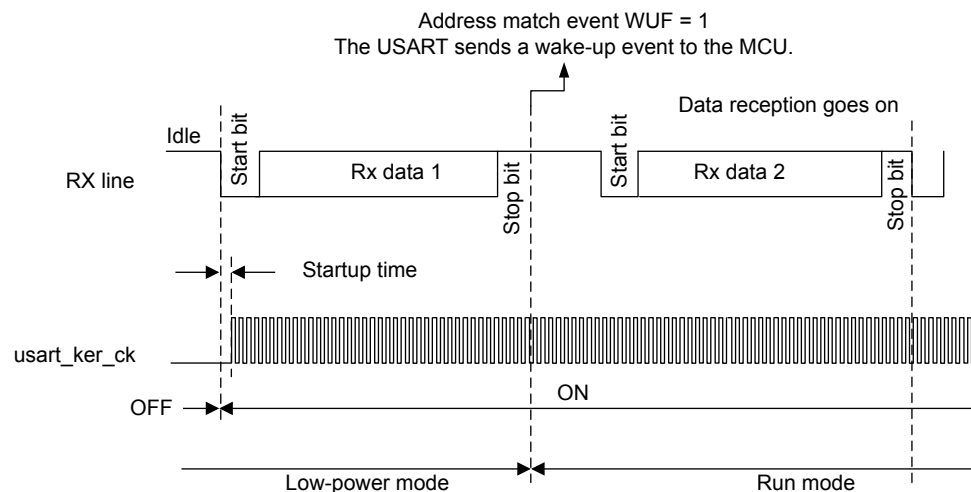 Address match event WUF = 1
The USART sends a wake-up event to the MCU.
Data reception goes on
Idle
RX line
Start bit
Rx data 1
Stop bit
Start bit
Rx data 2
Stop bit
Startup time
usart_ker_ck
OFF
ON
Low-power mode
Run mode